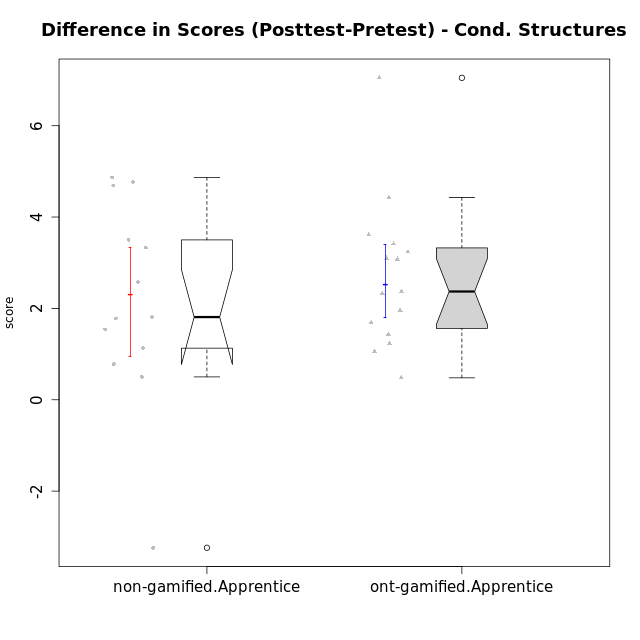 Difference in Scores (Posttest-Pretest) - Cond. Structures
score
6
4
2
0
-2
non-gamified.Apprentice
ont-gamified.Apprentice